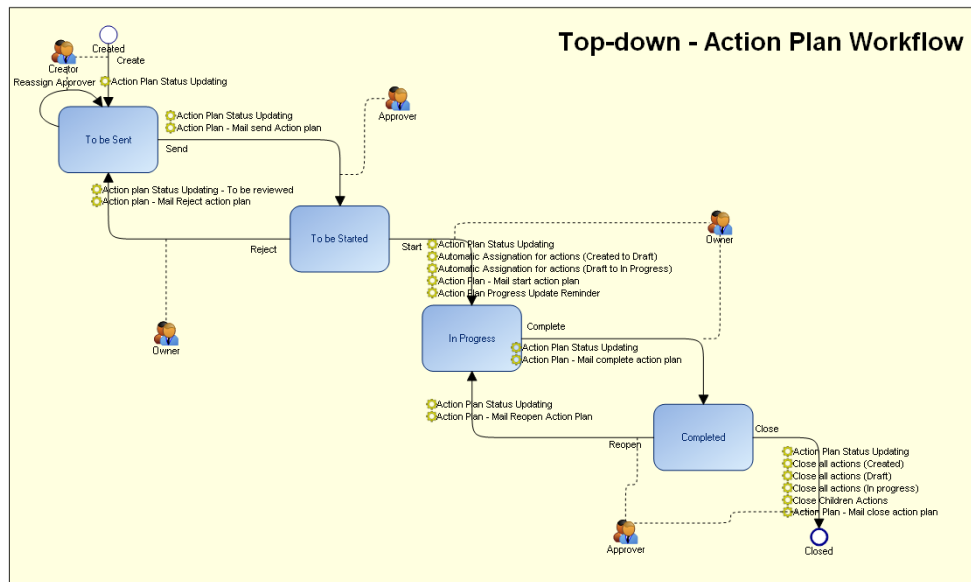 Top-down - Action Plan Workflow
Created
Create
Creator
Reassign Approver
Action Plan Status Updating
To be Sent
Action Plan Status Updating
Action Plan - Mail send Action plan
Send
Approver
Action plan Status Updating - To be reviewed
Action plan - Mail Reject action plan
To be Started
Reject
Start
Owner
Action Plan Status Updating
Automatic Assignation for actions (Created to Draft)
Automatic Assignation for actions (Draft to In Progress)
Action Plan - Mail start action plan
Action Plan Progress Update Reminder
Owner
In Progress
Complete
Action Plan Status Updating
Action Plan - Mail complete action plan
Action Plan Status Updating
Action Plan - Mail Reopen Action Plan
Reopen
Completed
Close
Action Plan Status Updating
Close all actions (Created)
Close all actions (Draft)
Close all actions (In progress)
Close Children Actions
Action Plan - Mail close action plan
Approver
Closed